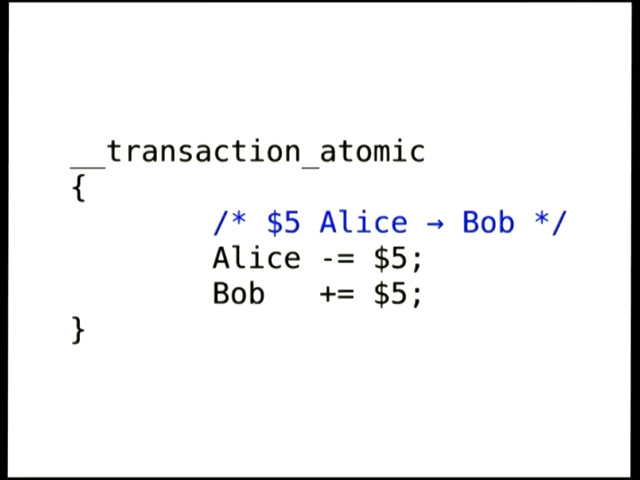 __transaction_atomic
{
/* $5 Alice → Bob */
Alice -= $5;
Bob += $5;
}